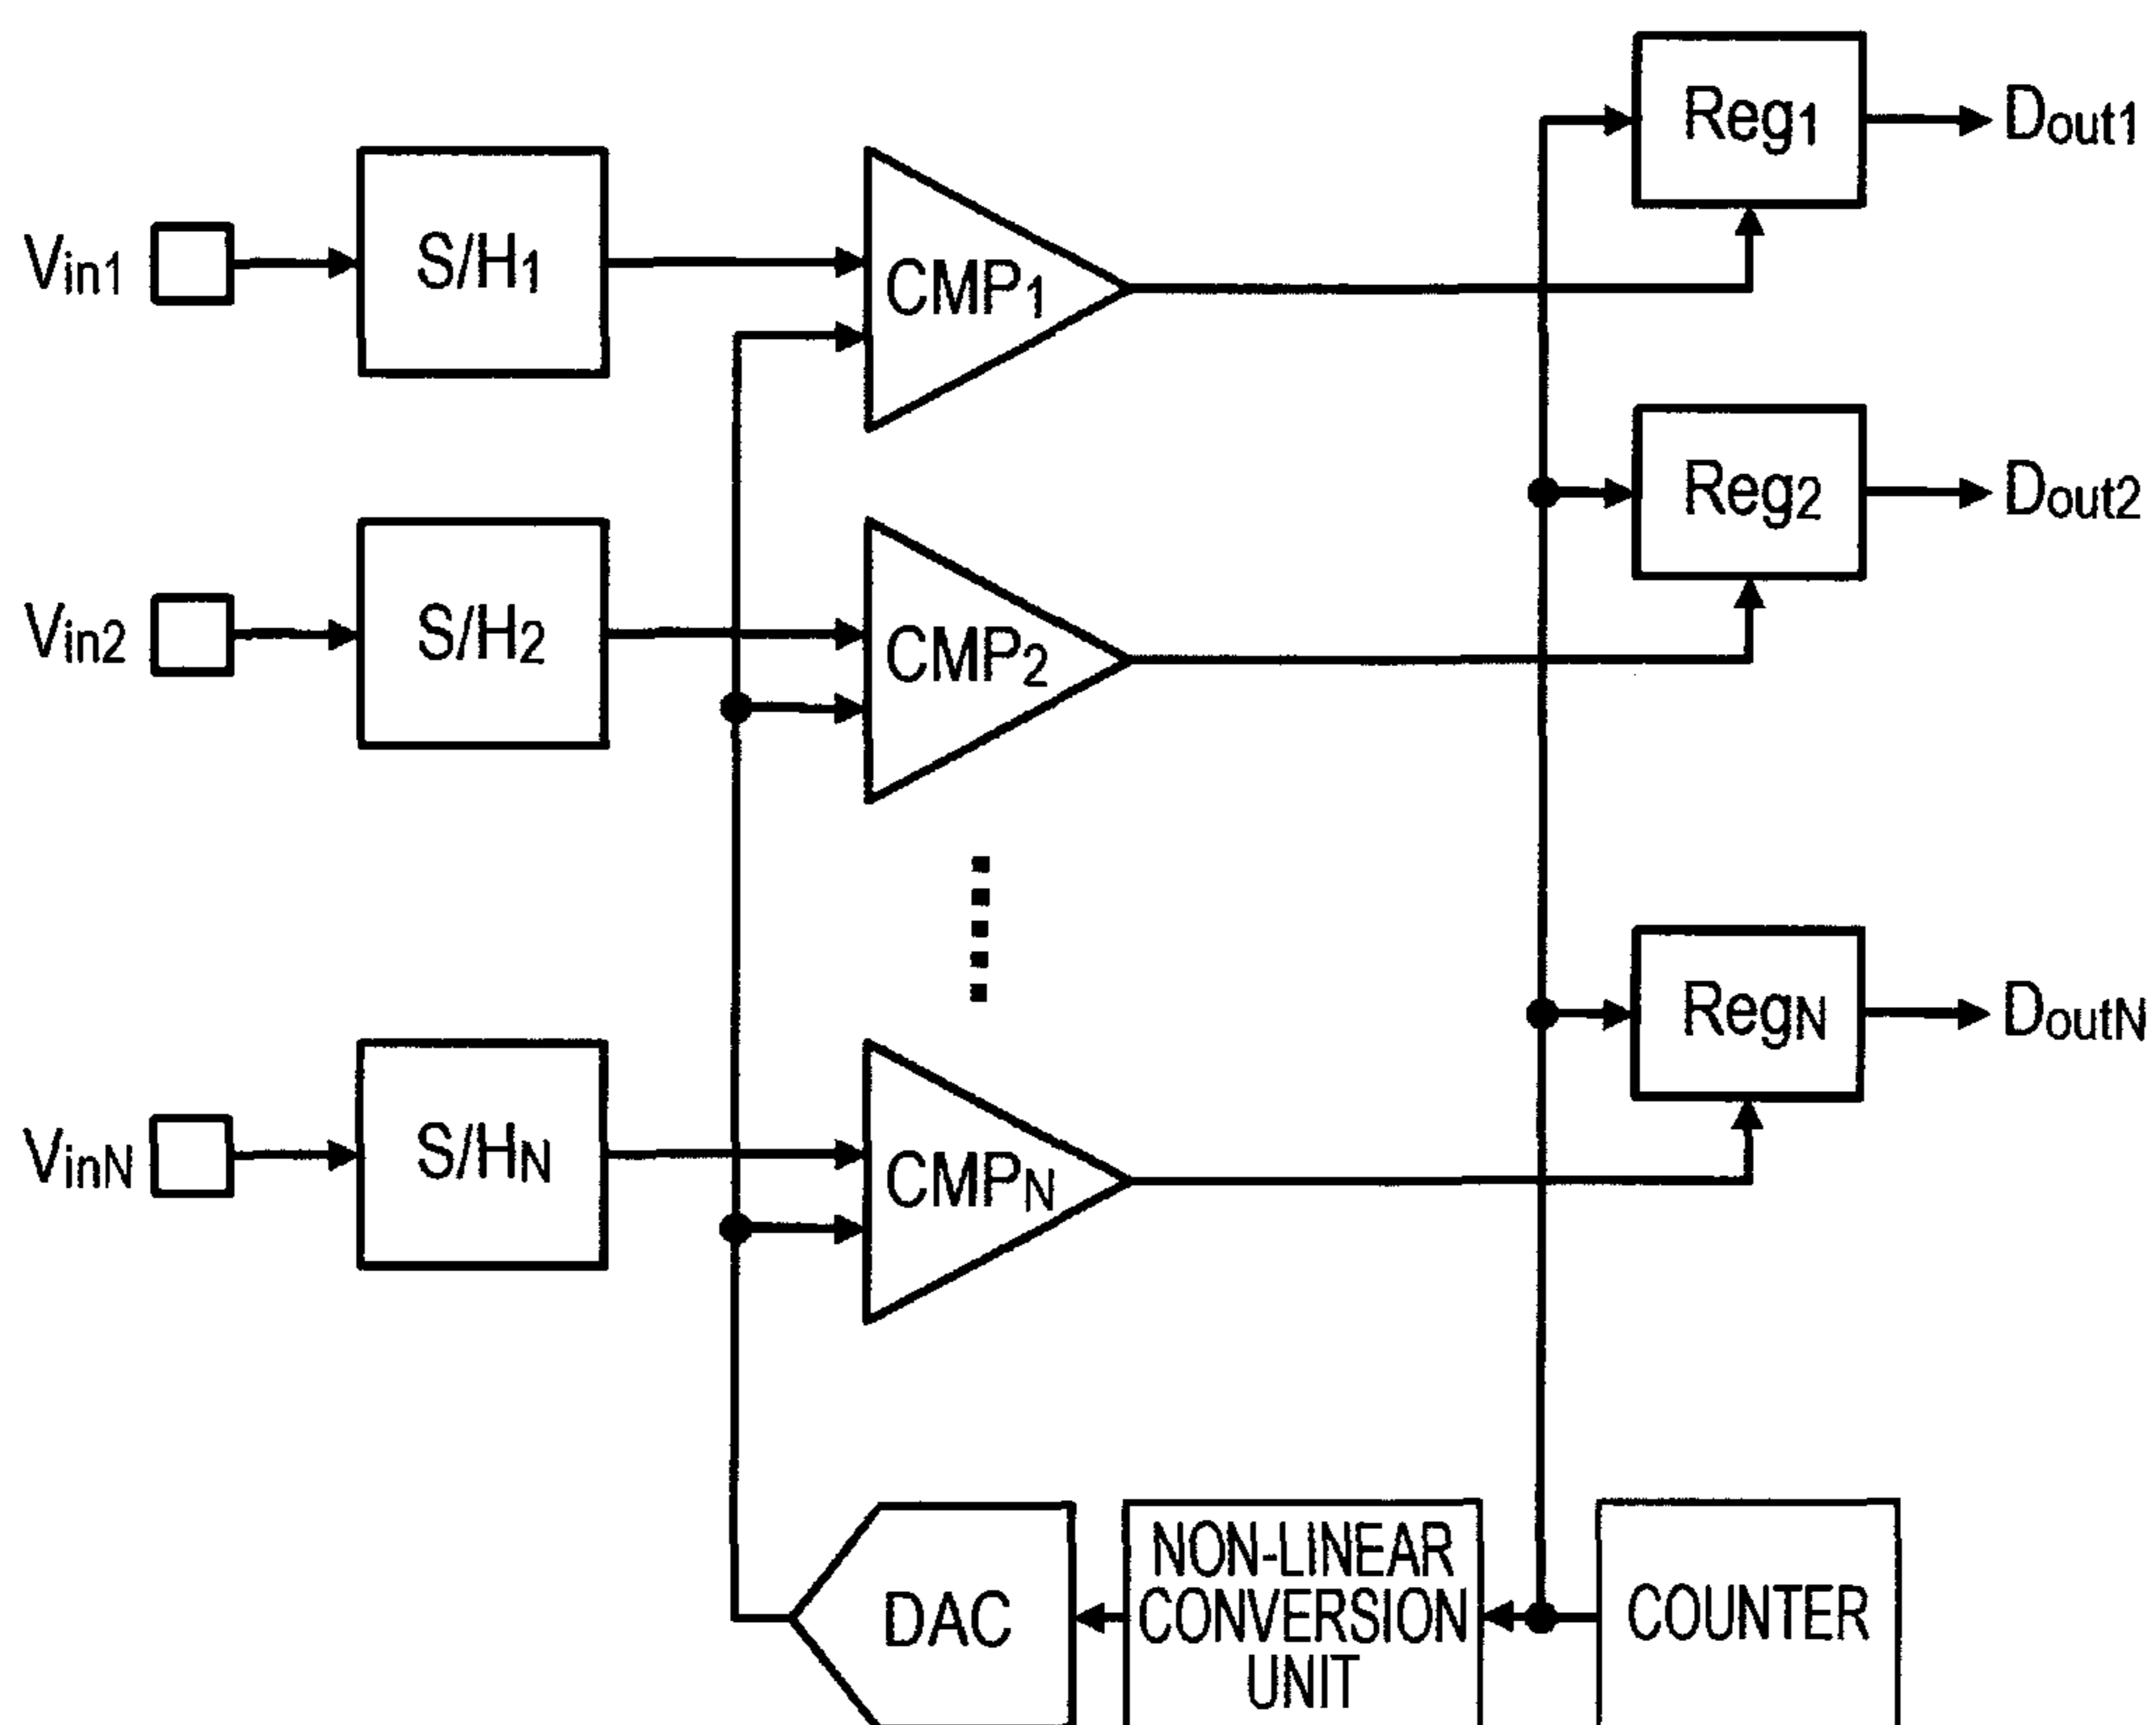 Reg1
Dout1
Vin1
S/H1
CMP1
Reg2
Dout2
Vin2
S/H2
CMP2
RegN
DoutN
VinN
S/HN
CMPN
DAC
NON-LINEAR
CONVERSION
UNIT
COUNTER